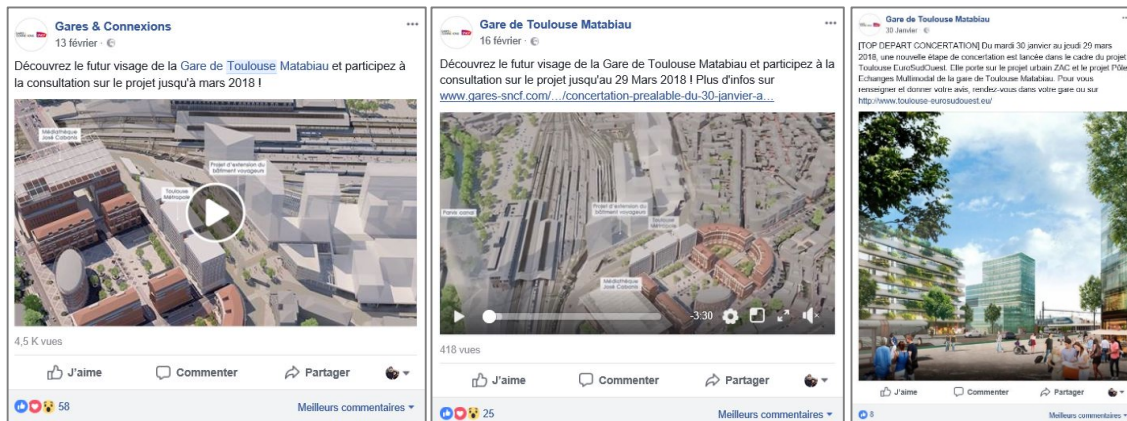 Gares & Connexions
13 février
Découvrez le futur visage de la Gare de Toulouse Matabiau et participez à
la consultation sur le projet jusqu'à mars 2018 !
Médiathèque
José Cabanis
Projet d'extension du
bâtiment voyageurs
Toulouse
Métropole
4,5 K vues
J'aime Commenter Partager
58 Meilleurs commentaires
Gare de Toulouse Matabiau
16 février
Découvrez le futur visage de la Gare de Toulouse Matabiau et participez à la
consultation sur le projet jusqu'au 29 Mars 2018 ! Plus d'infos sur
www.gares-sncf.com/.../concertation-prealable-du-30-janvier-a...
Parvis canal
Projet d'extension du
bâtiment voyageurs
Toulouse
Métropole
Médiathèque
José Cabanis
-3:30
418 vues
J'aime Commenter Partager
25 Meilleurs commentaires
Gare de Toulouse Matabiau
30 Janvier
[TOP DEPART CONCERTATION] Du mardi 30 janvier au jeudi 29 mars
2018, une nouvelle étape de concertation est lancée dans le cadre du projet
Toulouse EuroSudOuest. Elle porte sur le projet urbain ZAC et le projet Pôle
Echanges Multimodal de la gare de Toulouse Matabiau. Pour vous
renseigner et donner votre avis, rendez-vous dans votre gare ou sur
http://www.toulouse-eurosudouest.eu/
J'aime Commenter Partager
8 Meilleurs commentaires